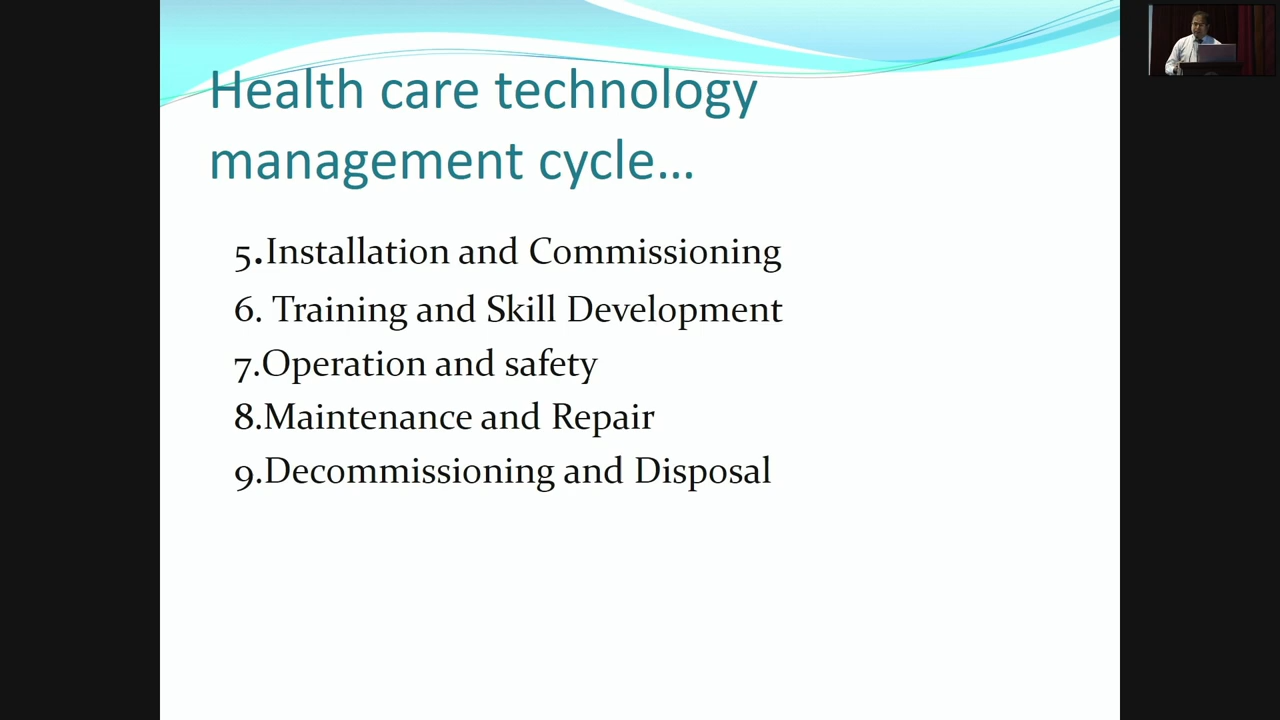 Health care technology
management cycle...
5.Installation and Commissioning
6. Training and Skill Development
7.Operation and safety
8.Maintenance and Repair
9.Decommissioning and Disposal